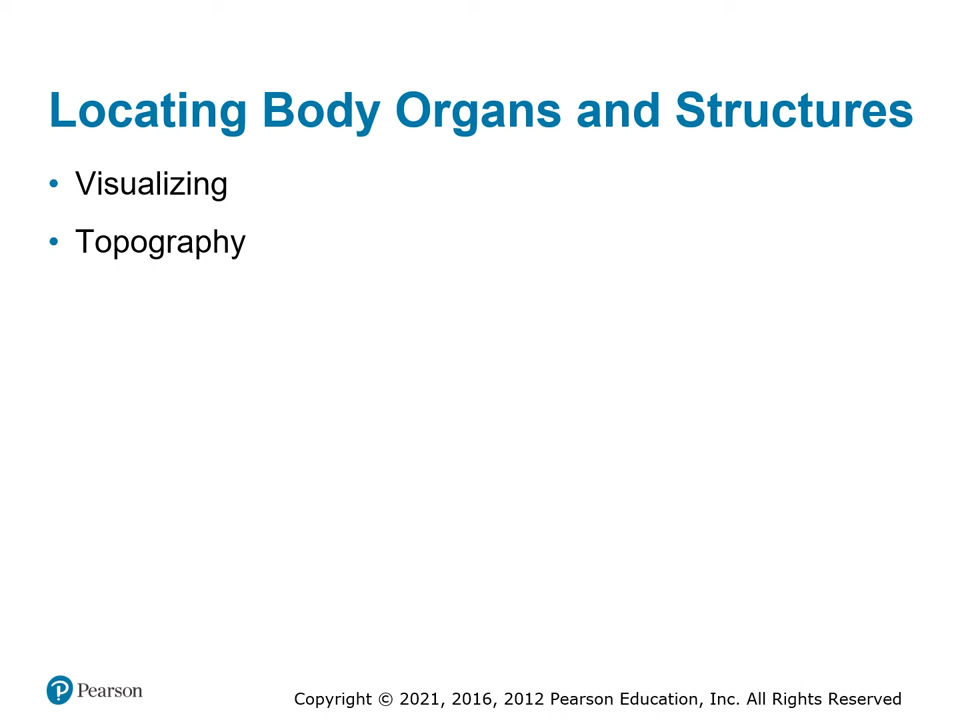 Locating Body Organs and Structures
• Visualizing
• Topography
Pearson
Copyright © 2021, 2016, 2012 Pearson Education, Inc. All Rights Reserved